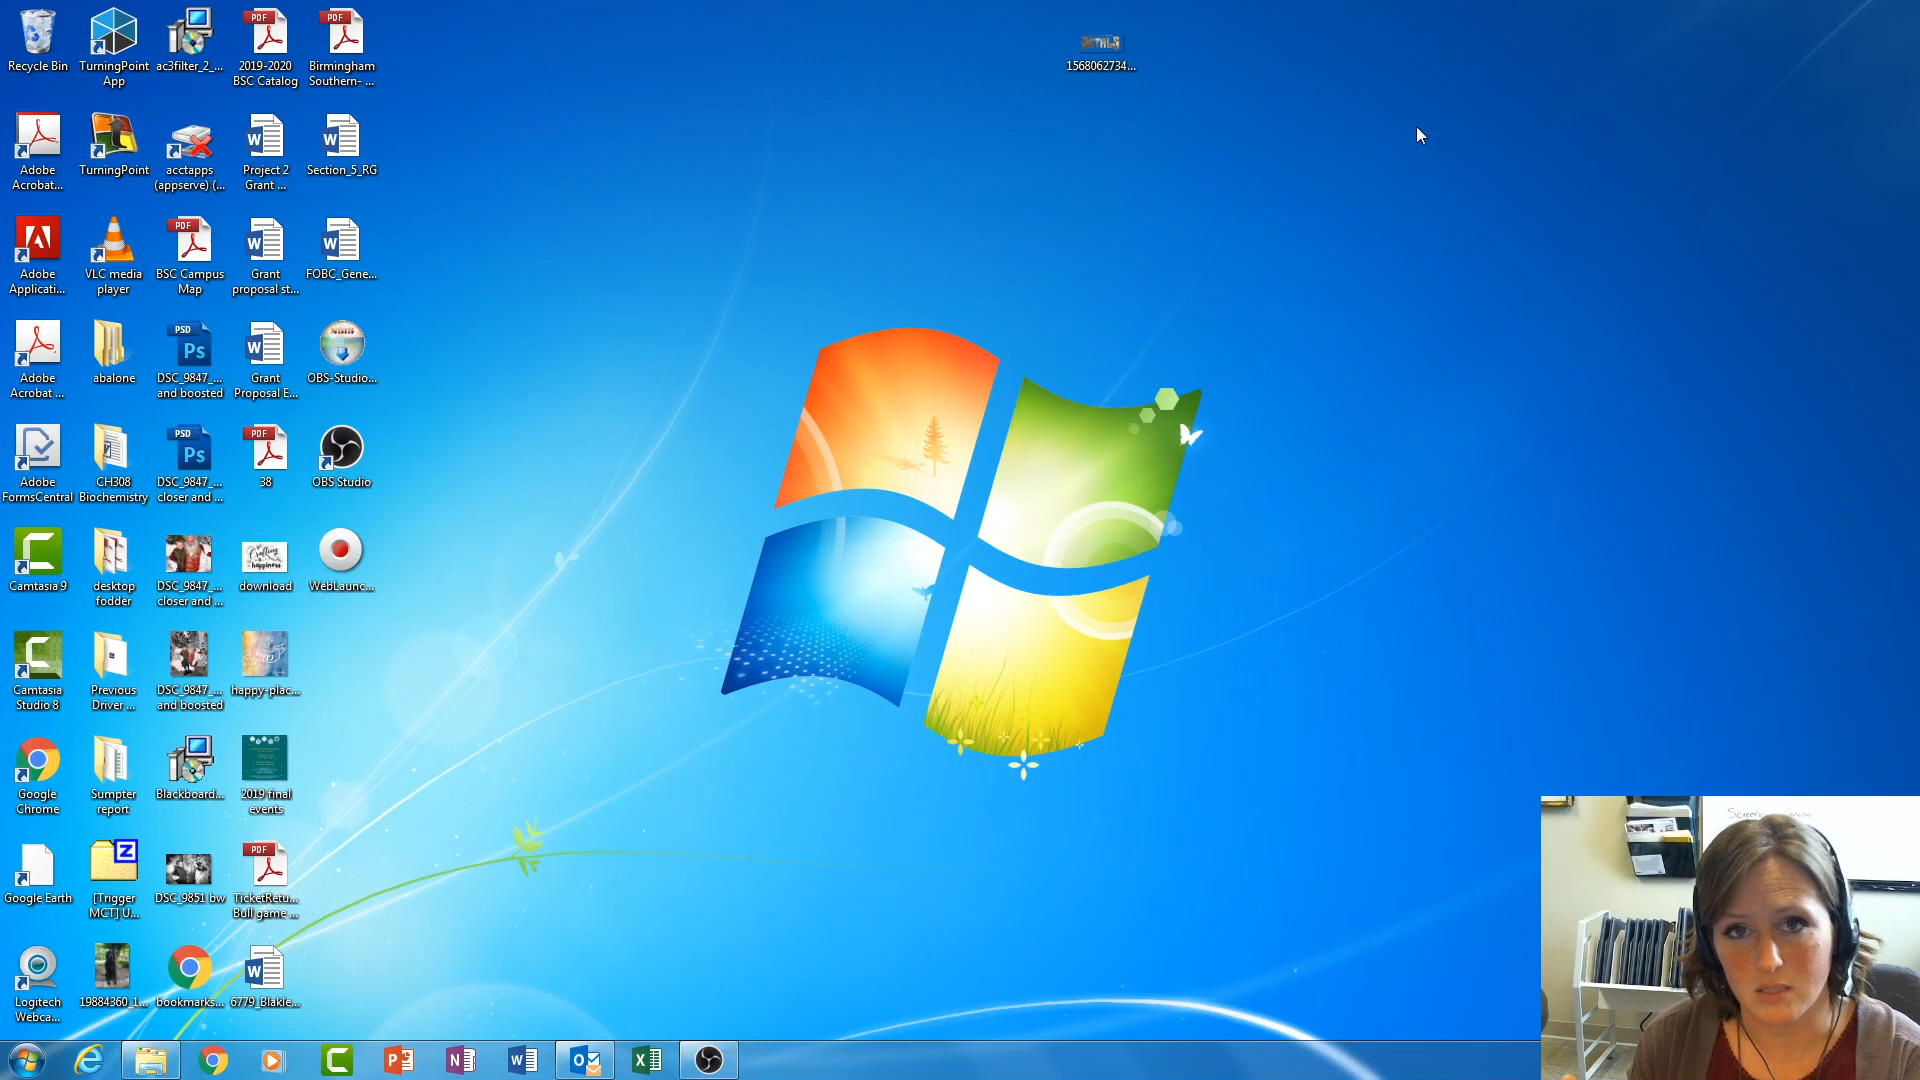 Recycle Bin
TurningPoint
App
ac3filter_2_...
2019-2020
BSC Catalog
Birmingham
Southern- ...
1568062734...
Adobe
Acrobat...
TurningPoint
acctapps
(appserve) (...
Project 2
Grant ...
Section_5_RG
Adobe
Applicati...
VLC media
player
BSC Campus
Map
Grant
proposal st...
FOBC_Gene...
Adobe
Acrobat ...
abalone
DSC_9847_...
and boosted
Grant
Proposal E...
OBS-Studio...
Adobe
FormsCentral
CH308
Biochemistry
DSC_9847_...
closer and ...
38
OBS Studio
Camtasia 9
desktop
fodder
DSC_9847_...
closer and ...
download
WebLaunc...
Camtasia
Studio 8
Previous
Driver ...
DSC_9847_...
and boosted
happy-plac...
Google
Chrome
Sumpter
report
Blackboard...
2019 final
events
Google Earth
[Trigger
MCT] U...
DSC_9851 bw
TicketRetu...
Bull game ...
Logitech
Webca...
19884360_1...
bookmarks...
6779_Blakle...